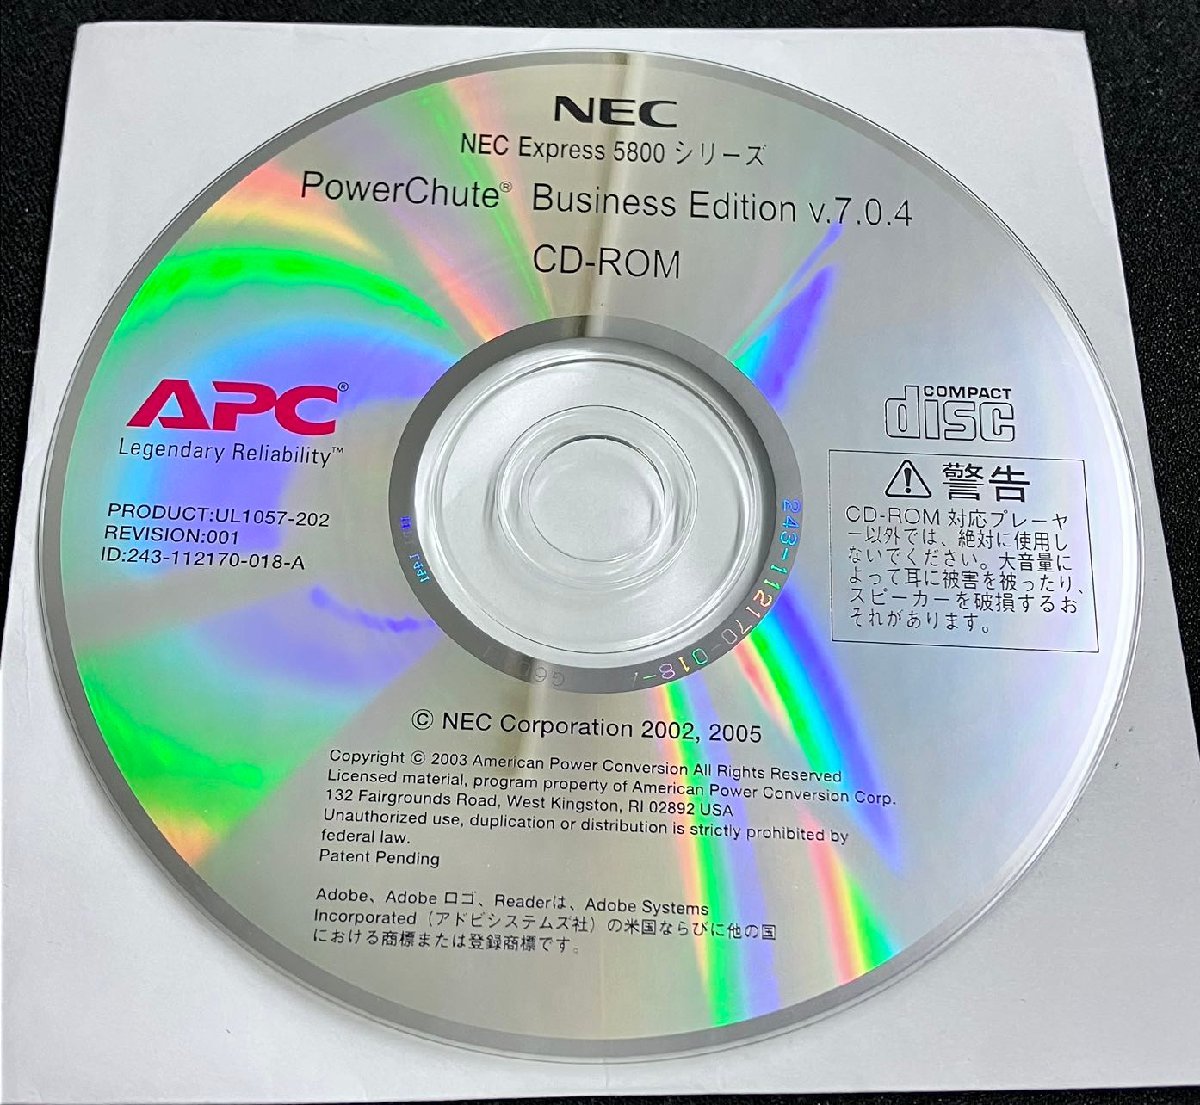 NEC
NEC Express 5800 シリーズ
PowerChute® Business Edition v.7.0.4
CD-ROM
APC®
Legendary Reliability™
PRODUCT:UL1057-202
REVISION:001
ID:243-112170-018-A
COMPACT
disc
⚠ 警告
CD-ROM 対応プレーヤ
ー以外では、絶対に使用し
ないでください。大音量に
よって耳に被害を被ったり、
スピーカーを破損するお
それがあります。
243-112170-018-
© NEC Corporation 2002, 2005
Copyright © 2003 American Power Conversion All Rights Reserved
Licensed material, program property of American Power Conversion Corp.
132 Fairgrounds Road, West Kingston, RI 02892 USA
Unauthorized use, duplication or distribution is strictly prohibited by
federal law.
Patent Pending
Adobe、Adobe ロゴ、Readerは、Adobe Systems
Incorporated（アドビシステムズ社）の米国ならびに他の国
における商標または登録商標です。